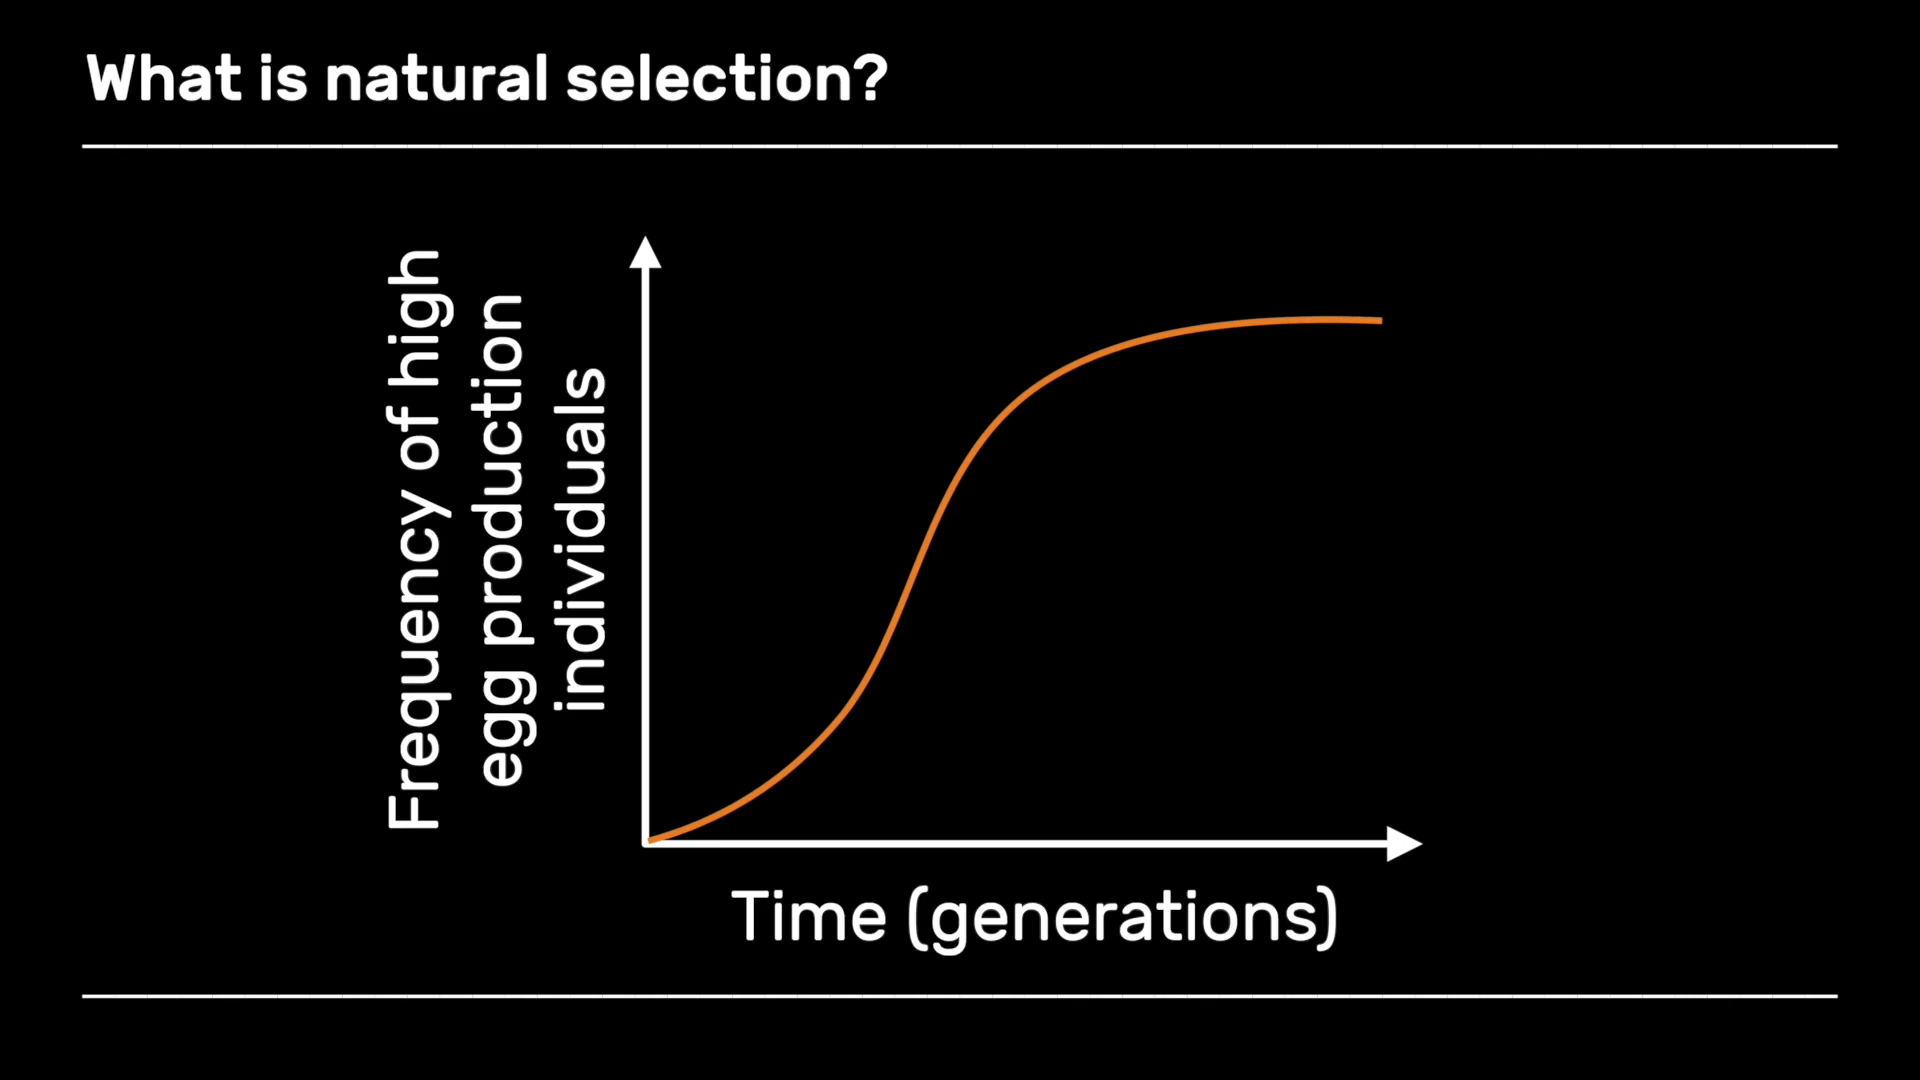 What is natural selection?
Frequency of high
egg production
individuals
Time (generations)